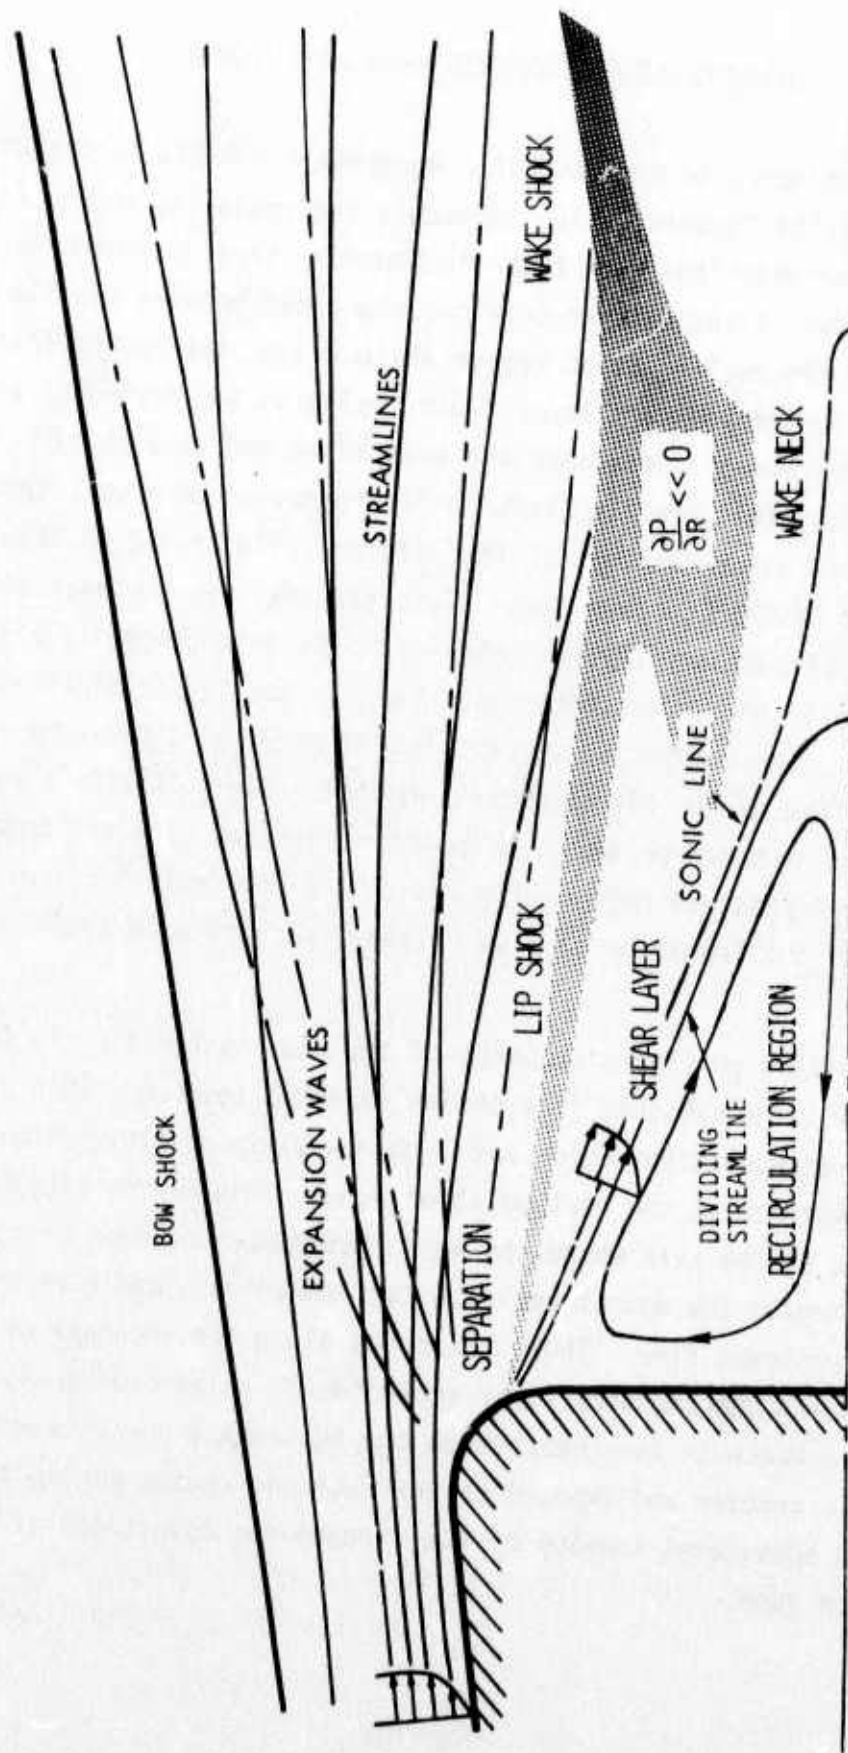 BOW SHOCK
EXPANSION WAVES
STREAMLINES
WAKE SHOCK
SEPARATION
LIP SHOCK
∂P/∂R << 0
SHEAR LAYER
SONIC LINE
WAKE NECK
DIVIDING
STREAMLINE
RECIRCULATION REGION